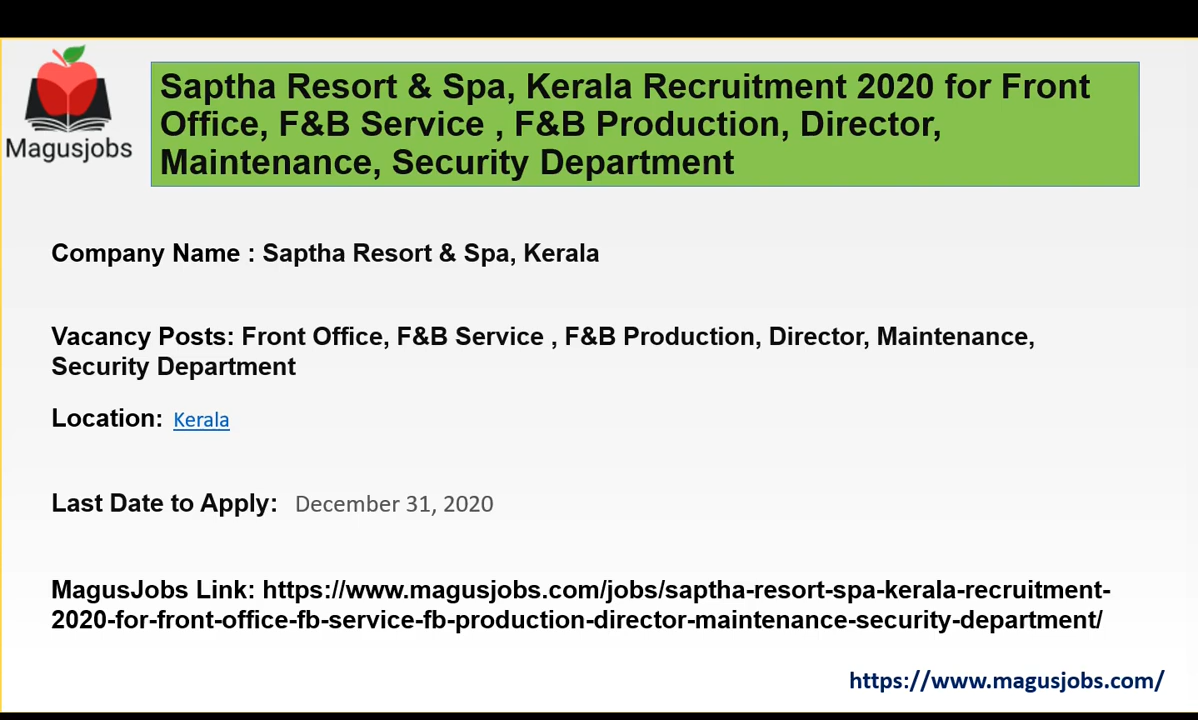 Magusjobs
Saptha Resort & Spa, Kerala Recruitment 2020 for Front
Office, F&B Service , F&B Production, Director,
Maintenance, Security Department
Company Name : Saptha Resort & Spa, Kerala
Vacancy Posts: Front Office, F&B Service , F&B Production, Director, Maintenance,
Security Department
Location: Kerala
Last Date to Apply: December 31, 2020
MagusJobs Link: https://www.magusjobs.com/jobs/saptha-resort-spa-kerala-recruitment-
2020-for-front-office-fb-service-fb-production-director-maintenance-security-department/
https://www.magusjobs.com/